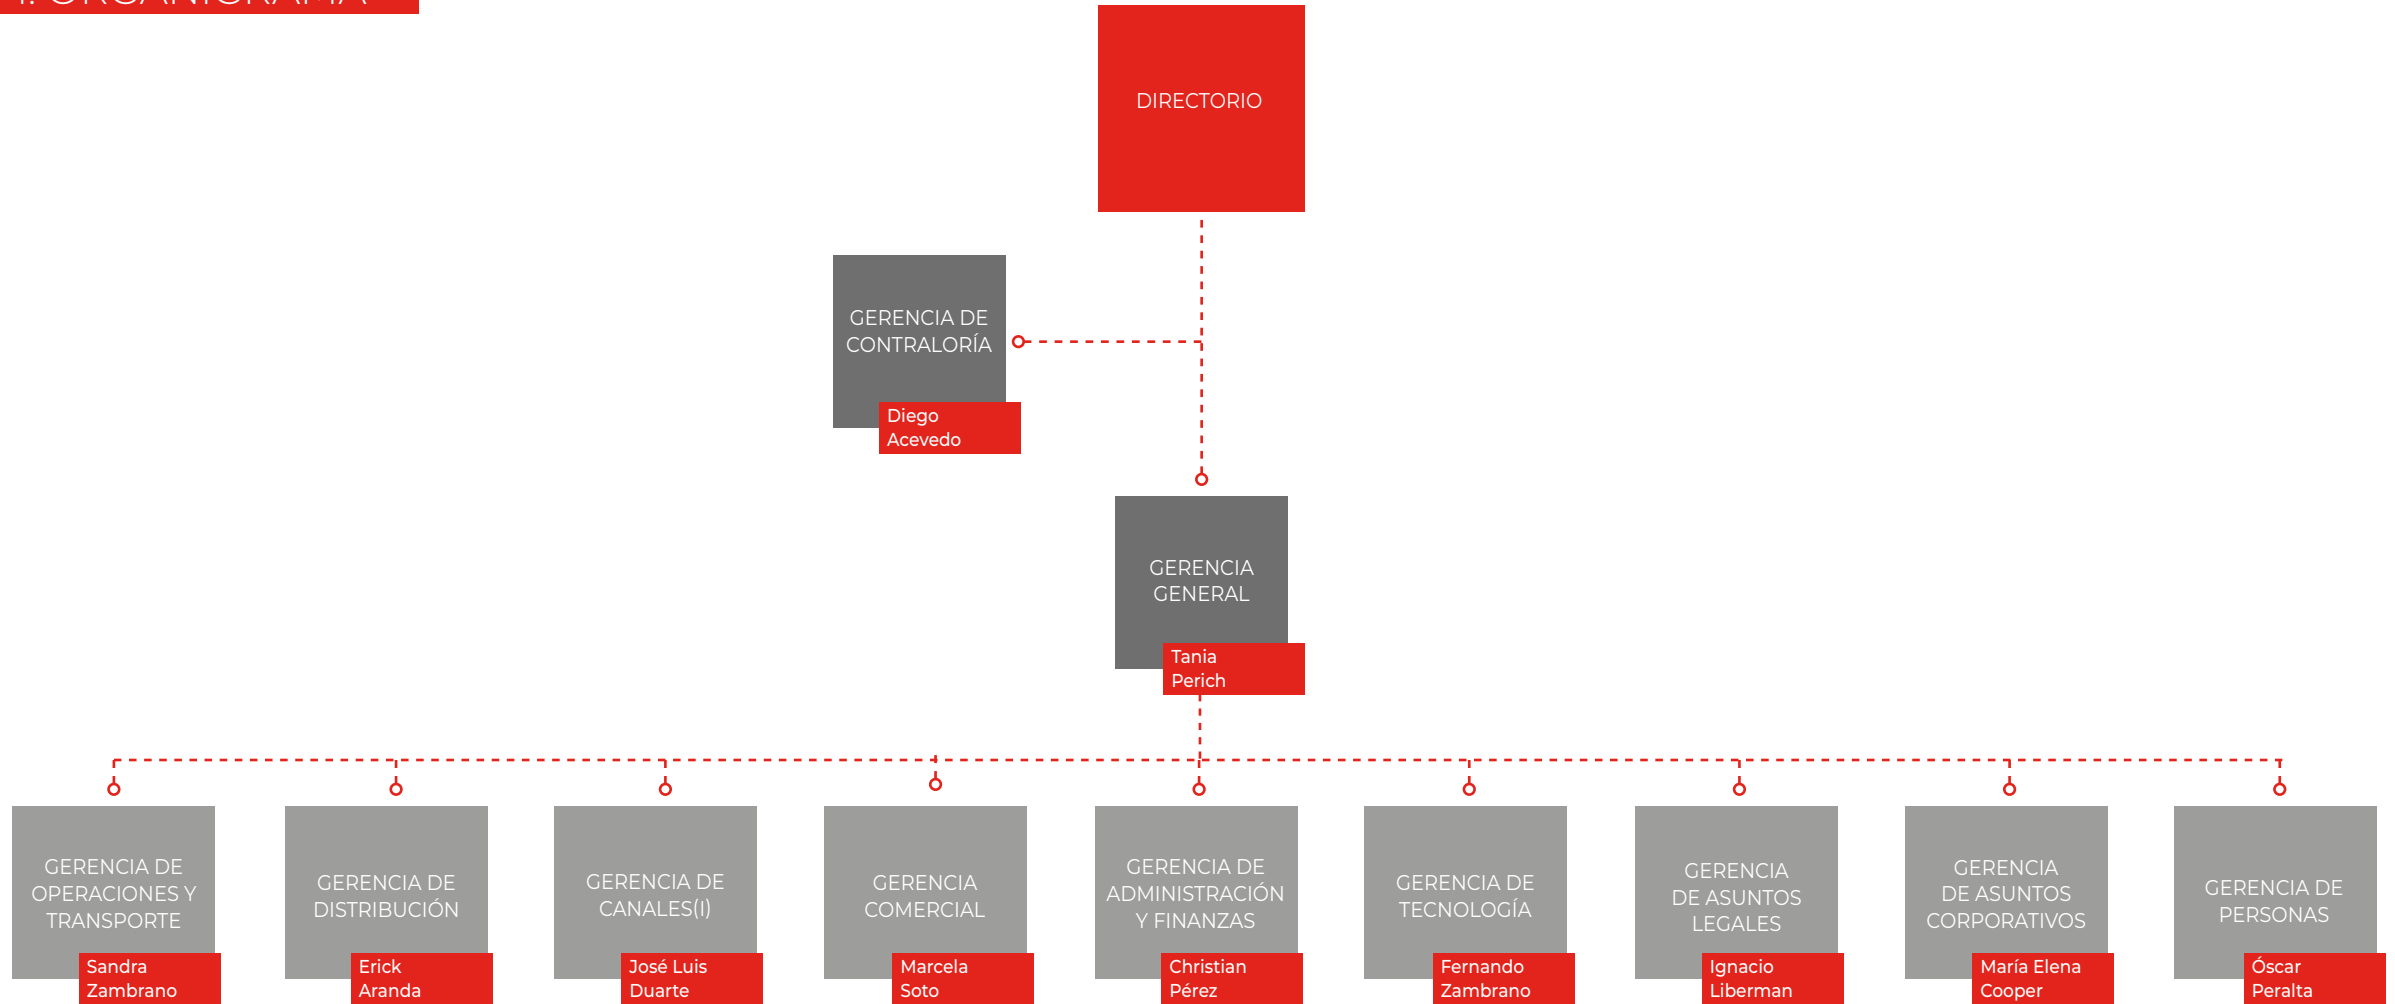 ORGANIGRAMA
DIRECTORIO
GERENCIA DE
CONTRALORÍA
Diego
Acevedo
GERENCIA
GENERAL
Tania
Perich
GERENCIA DE
OPERACIONES Y
TRANSPORTE
Sandra
Zambrano
GERENCIA DE
DISTRIBUCIÓN
Erick
Aranda
GERENCIA DE
CANALES(I)
José Luis
Duarte
GERENCIA
COMERCIAL
Marcela
Soto
GERENCIA DE
ADMINISTRACIÓN
Y FINANZAS
Christian
Pérez
GERENCIA DE
TECNOLOGÍA
Fernando
Zambrano
GERENCIA
DE ASUNTOS
LEGALES
Ignacio
Liberman
GERENCIA
DE ASUNTOS
CORPORATIVOS
María Elena
Cooper
GERENCIA DE
PERSONAS
Óscar
Peralta